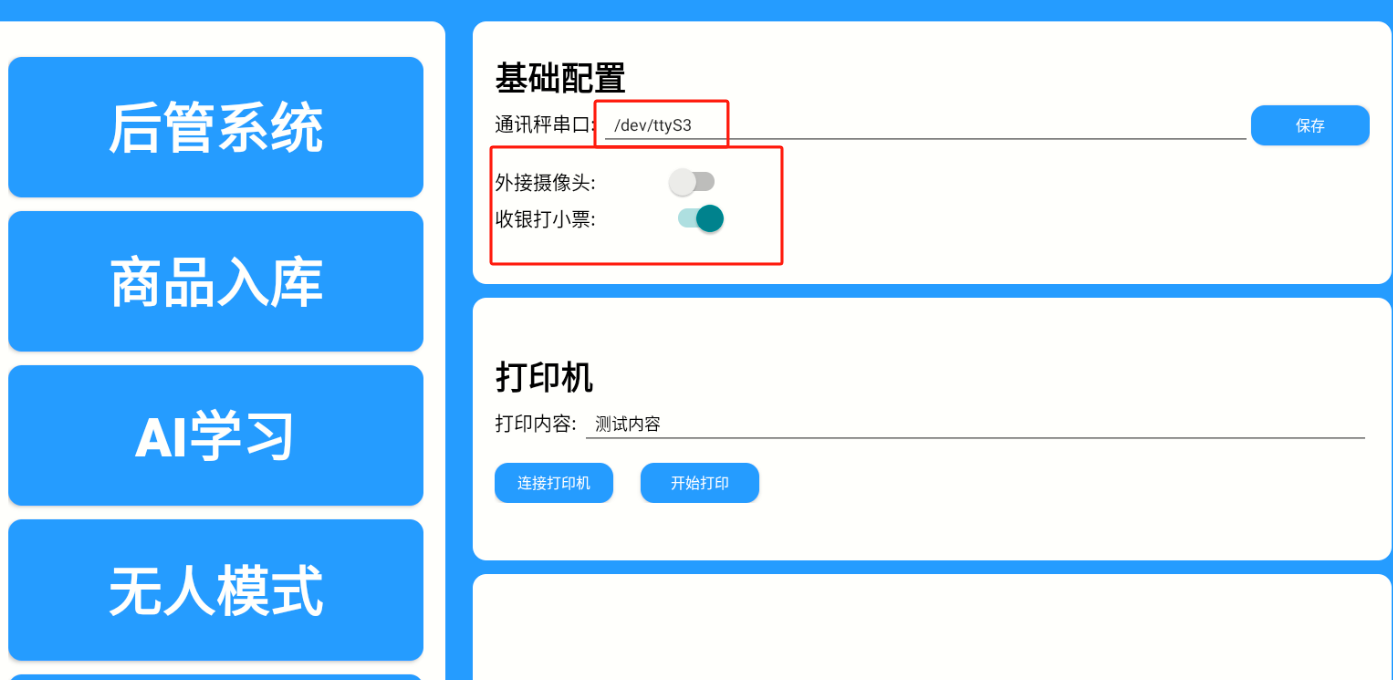 后管系统
商品入库
AI学习
无人模式
基础配置
通讯秤串口: /dev/ttyS3 保存
外接摄像头:
收银打小票:
打印机
打印内容: 测试内容
连接打印机 开始打印